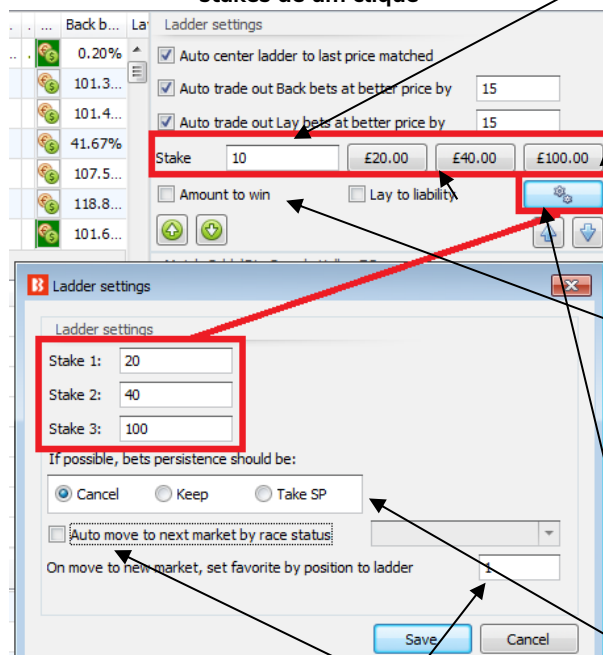 stakes de um clique
... Back b... La
Ladder settings
0.20%
Auto center ladder to last price matched
101.3...
Auto trade out Back bets at better price by 15
101.4...
Auto trade out Lay bets at better price by 15
41.67%
Stake 10 £20.00 £40.00 £100.00
107.5...
118.8...
Amount to win Lay to liability
101.6...
Ladder settings
Ladder settings
Stake 1: 20
Stake 2: 40
Stake 3: 100
If possible, bets persistence should be:
Cancel Keep Take SP
Auto move to next market by race status
On move to new market, set favorite by position to ladder 1
Save Cancel